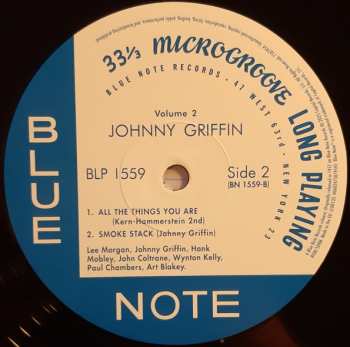 33⅓ MICROGROOVE LONG PLAYING
BLUE NOTE RECORDS • 47 WEST 63rd • NEW YORK 23
Volume 2
JOHNNY GRIFFIN
BLP 1559
Side 2
(BN 1559-B)
1. ALL THE THINGS YOU ARE
(Kern-Hammerstein 2nd)
2. SMOKE STACK (Johnny Griffin)
Lee Morgan, Johnny Griffin, Hank
Mobley, John Coltrane, Wynton Kelly,
Paul Chambers, Art Blakey.
BLUE
NOTE